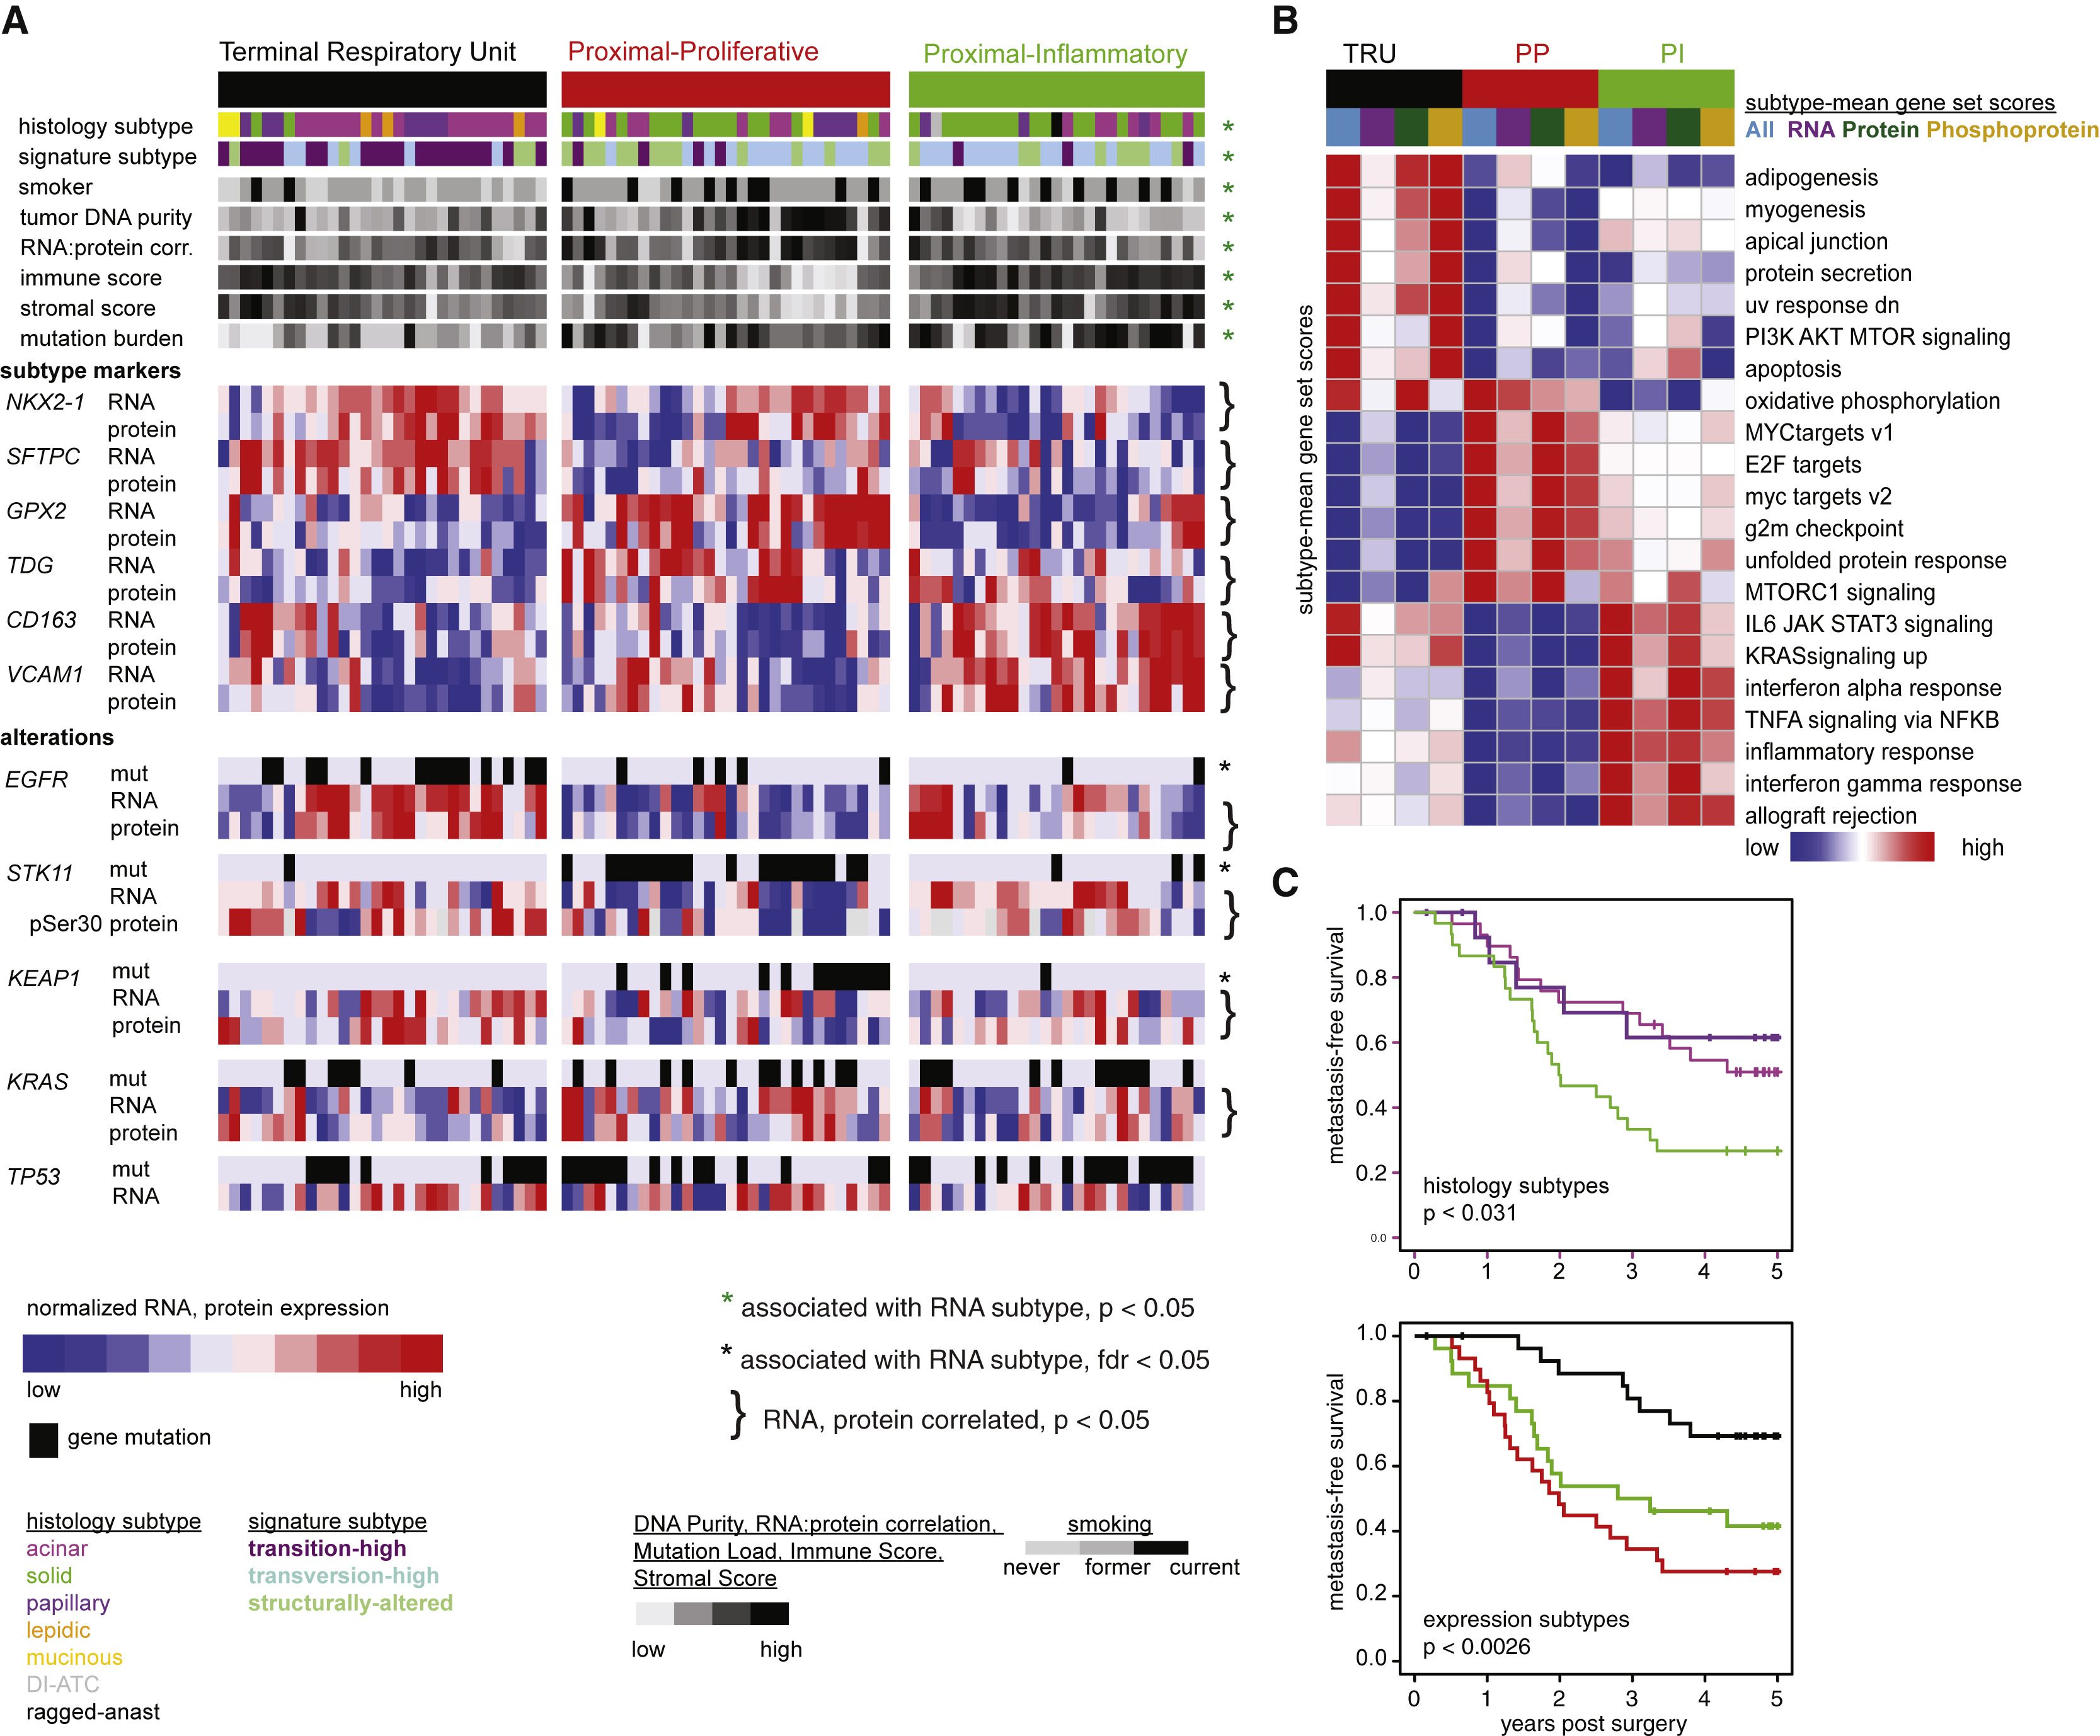 A
Terminal Respiratory Unit
Proximal-Proliferative
Proximal-Inflammatory
histology subtype *
signature subtype *
smoker *
tumor DNA purity *
RNA:protein corr. *
immune score *
stromal score *
mutation burden *
subtype markers
NKX2-1 RNA }
protein
SFTPC RNA }
protein
GPX2 RNA }
protein
TDG RNA }
protein
CD163 RNA }
protein
VCAM1 RNA }
protein
alterations
EGFR mut *
RNA }
protein
STK11 mut *
RNA }
pSer30 protein
KEAP1 mut *
RNA }
protein
KRAS mut
RNA }
protein
TP53 mut
RNA
normalized RNA, protein expression
low high
gene mutation
* associated with RNA subtype, p < 0.05
* associated with RNA subtype, fdr < 0.05
} RNA, protein correlated, p < 0.05
histology subtype
acinar
solid
papillary
lepidic
mucinous
DI-ATC
ragged-anast
signature subtype
transition-high
transversion-high
structurally-altered
DNA Purity, RNA:protein correlation,
Mutation Load, Immune Score,
Stromal Score
low high
smoking
never former current
B
TRU PP PI
subtype-mean gene set scores
All RNA Protein Phosphoprotein
subtype-mean gene set scores
adipogenesis
myogenesis
apical junction
protein secretion
uv response dn
PI3K AKT MTOR signaling
apoptosis
oxidative phosphorylation
MYCtargets v1
E2F targets
myc targets v2
g2m checkpoint
unfolded protein response
MTORC1 signaling
IL6 JAK STAT3 signaling
KRASsignaling up
interferon alpha response
TNFA signaling via NFKB
inflammatory response
interferon gamma response
allograft rejection
low high
C
metastasis-free survival
1.0
0.8
0.6
0.4
0.2
0.0
histology subtypes
p < 0.031
0 1 2 3 4 5
metastasis-free survival
1.0
0.8
0.6
0.4
0.2
0.0
expression subtypes
p < 0.0026
0 1 2 3 4 5
years post surgery